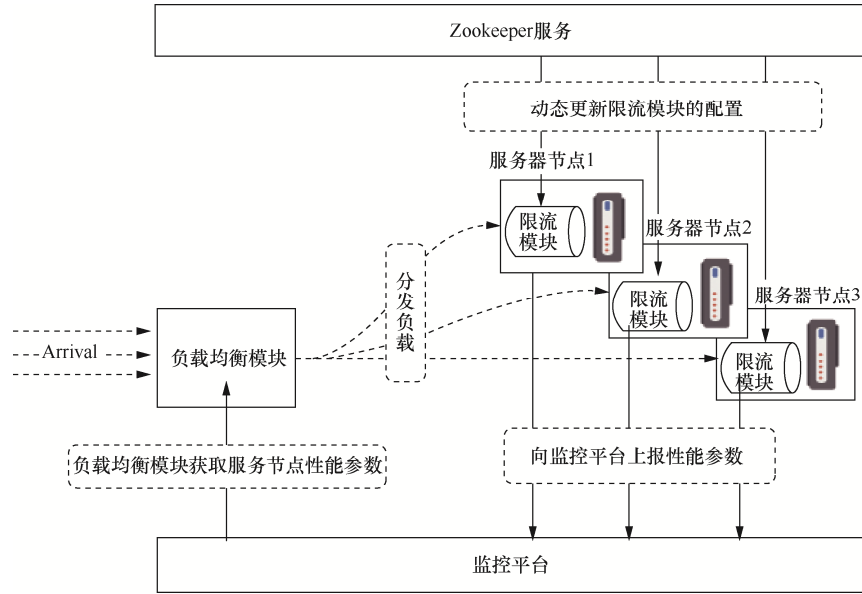 Zookeeper服务
动态更新限流模块的配置
服务器节点1
限流
模块
服务器节点2
限流
模块
服务器节点3
限流
模块
分发负载
Arrival
负载均衡模块
负载均衡模块获取服务节点性能参数
向监控平台上报性能参数
监控平台